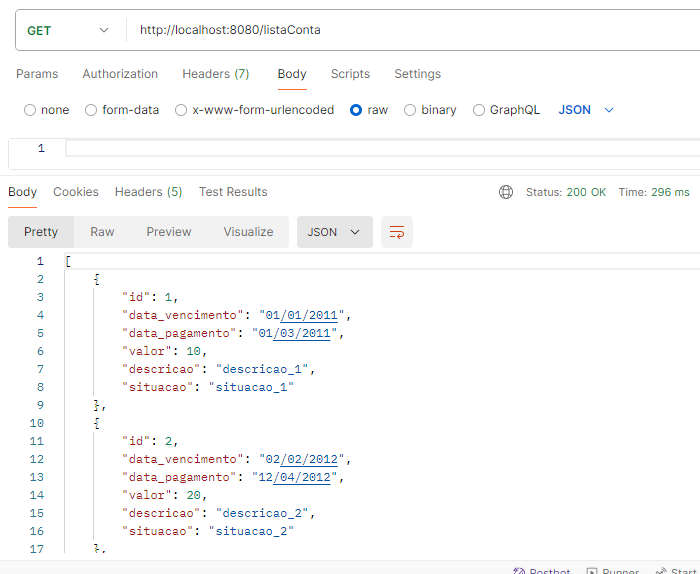 GET http://localhost:8080/listaConta
Params Authorization Headers (7) Body Scripts Settings
none form-data x-www-form-urlencoded raw binary GraphQL JSON
1
Body Cookies Headers (5) Test Results Status: 200 OK Time: 296 ms
Pretty Raw Preview Visualize JSON
1 [
2 {
3 "id": 1,
4 "data_vencimento": "01/01/2011",
5 "data_pagamento": "01/03/2011",
6 "valor": 10,
7 "descricao": "descricao_1",
8 "situacao": "situacao_1"
9 },
10 {
11 "id": 2,
12 "data_vencimento": "02/02/2012",
13 "data_pagamento": "12/04/2012",
14 "valor": 20,
15 "descricao": "descricao_2",
16 "situacao": "situacao_2"
17 },
Postbot Runner Start